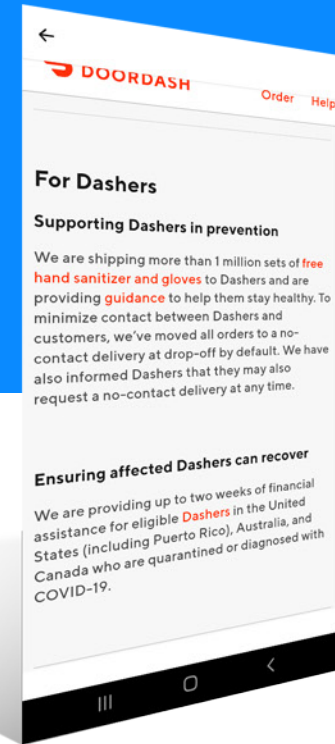 DOORDASH
Order Help
For Dashers
Supporting Dashers in prevention
We are shipping more than 1 million sets of free
hand sanitizer and gloves to Dashers and are
providing guidance to help them stay healthy. To
minimize contact between Dashers and
customers, we've moved all orders to a no-
contact delivery at drop-off by default. We have
also informed Dashers that they may also
request a no-contact delivery at any time.
Ensuring affected Dashers can recover
We are providing up to two weeks of financial
assistance for eligible Dashers in the United
States (including Puerto Rico), Australia, and
Canada who are quarantined or diagnosed with
COVID-19.